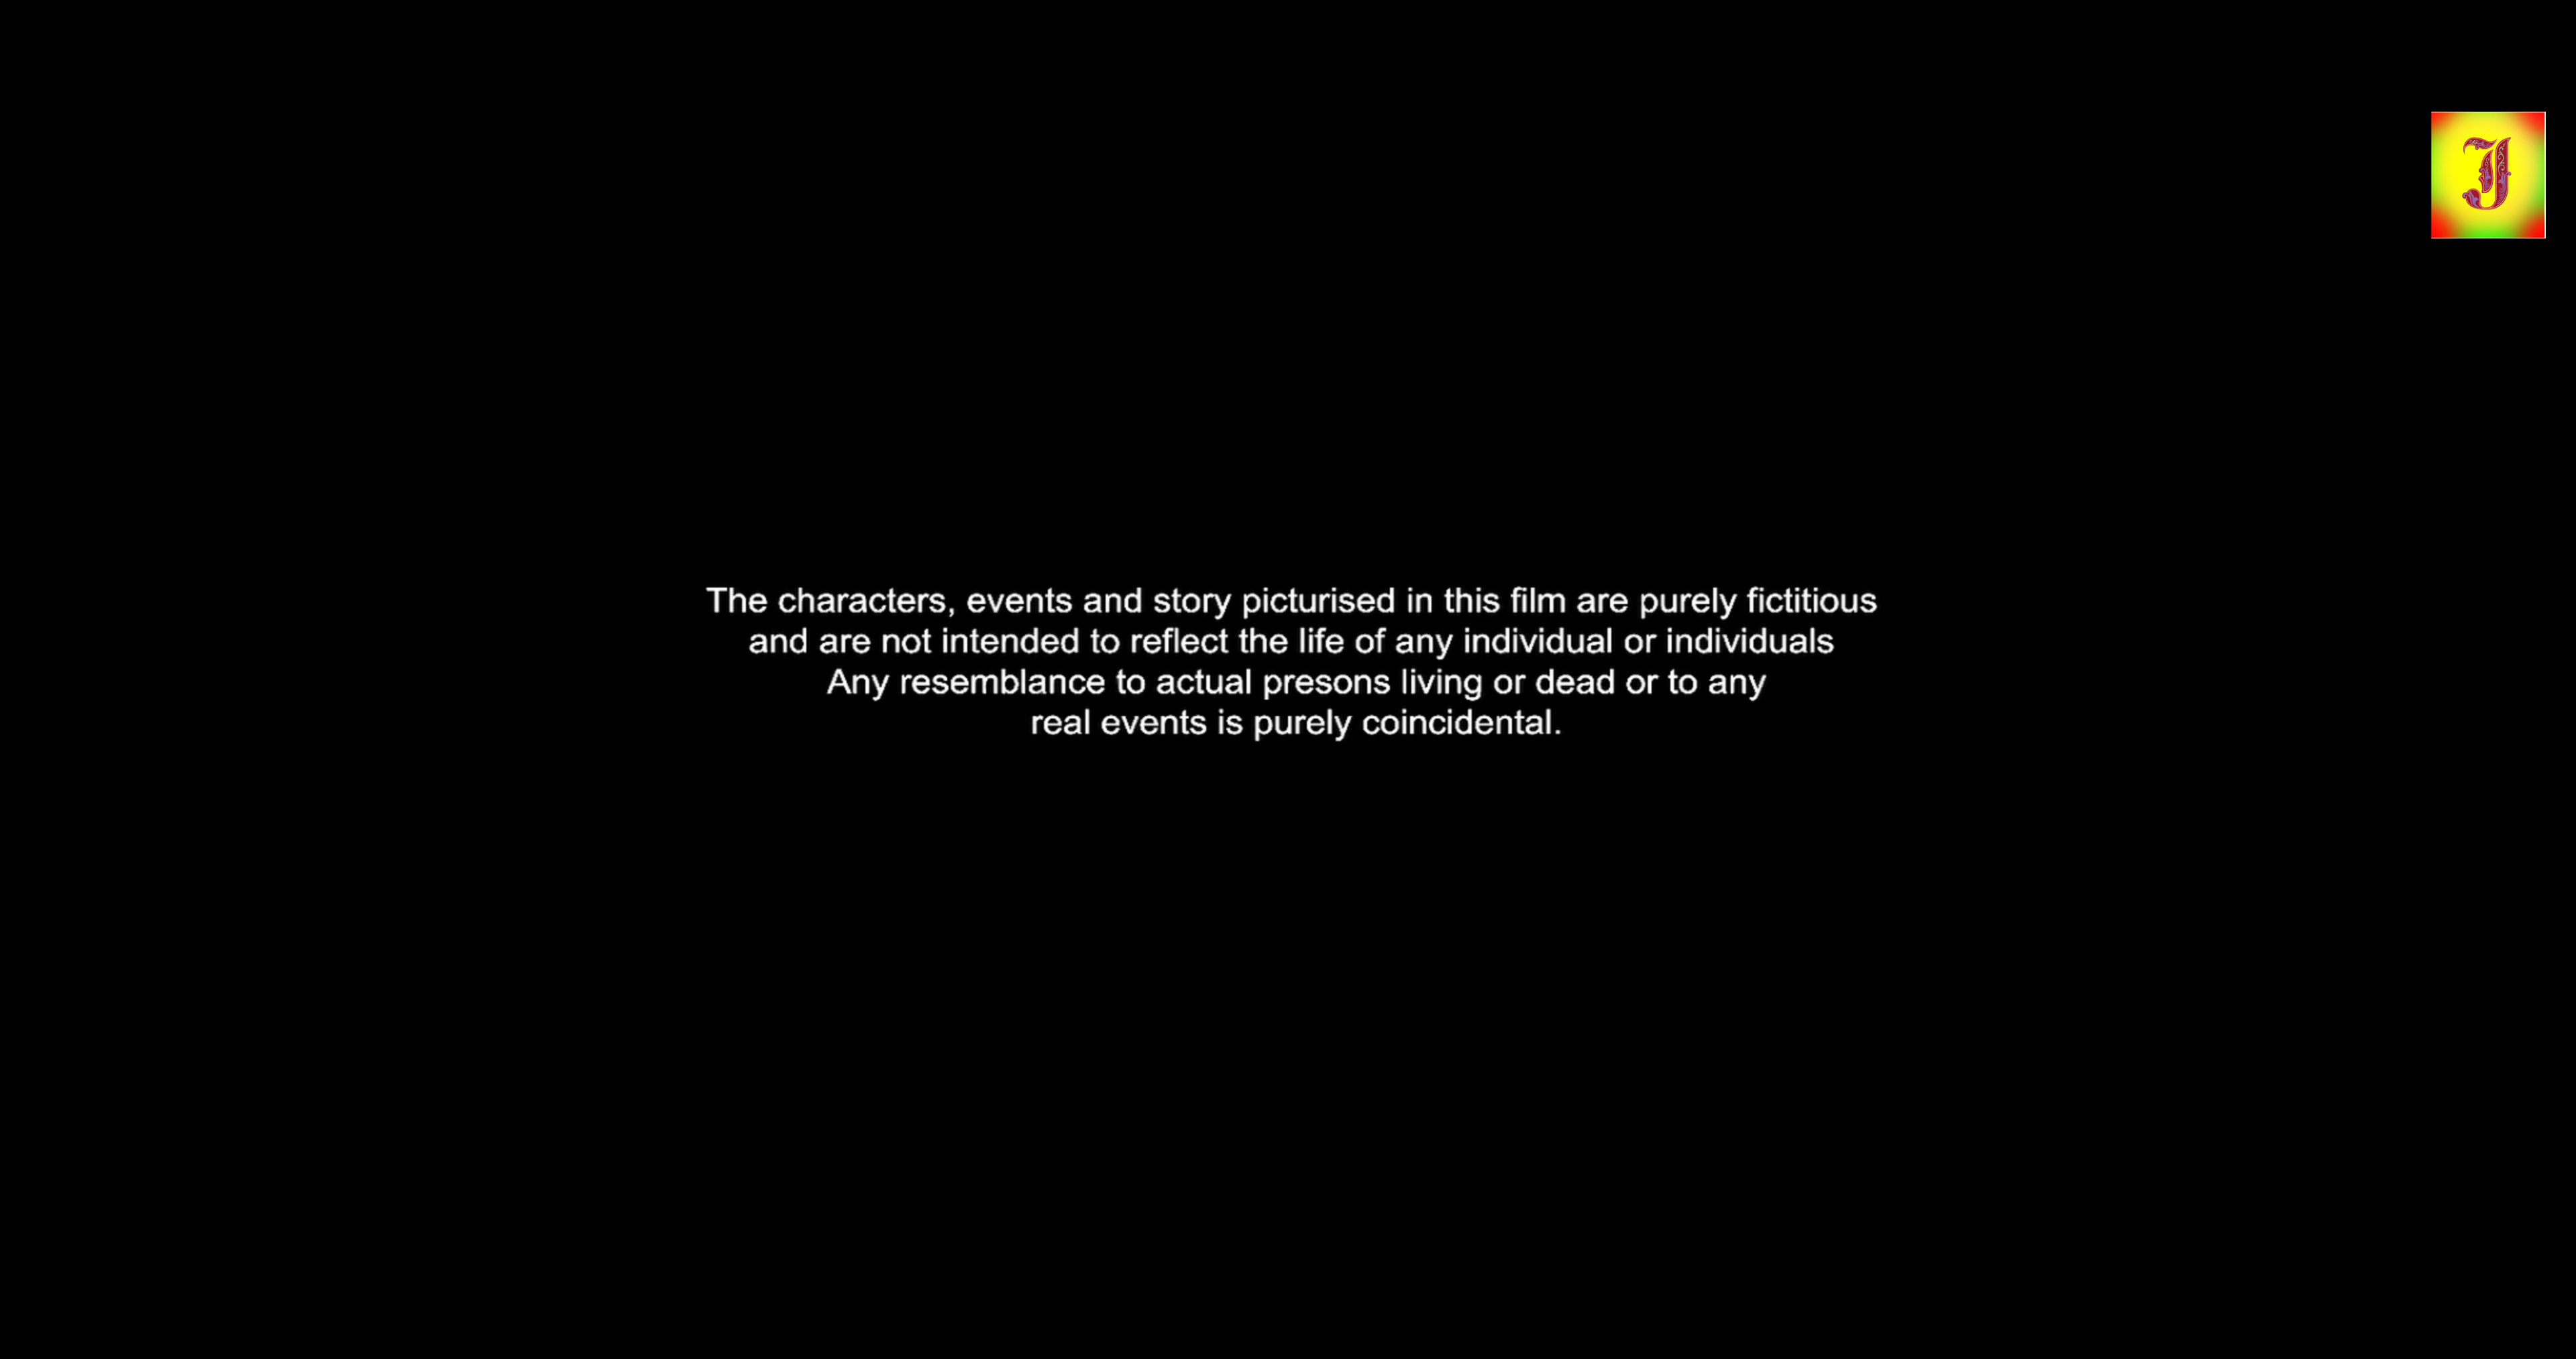 J
The characters, events and story picturised in this film are purely fictitious
and are not intended to reflect the life of any individual or individuals
Any resemblance to actual presons living or dead or to any
real events is purely coincidental.